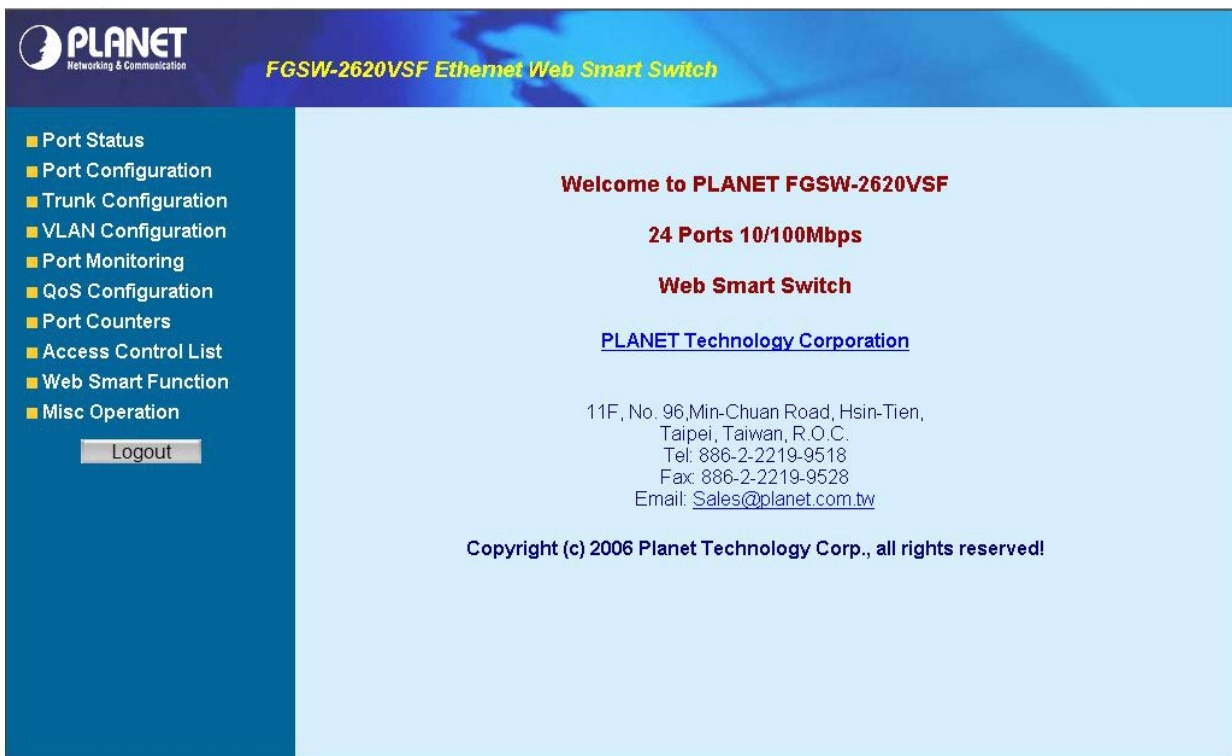 PLANET
Networking & Communication
FGSW-2620VSF Ethernet Web Smart Switch
Port Status
Port Configuration
Trunk Configuration
VLAN Configuration
Port Monitoring
QoS Configuration
Port Counters
Access Control List
Web Smart Function
Misc Operation
Logout
Welcome to PLANET FGSW-2620VSF
24 Ports 10/100Mbps
Web Smart Switch
PLANET Technology Corporation
11F, No. 96,Min-Chuan Road, Hsin-Tien,
Taipei, Taiwan, R.O.C.
Tel: 886-2-2219-9518
Fax: 886-2-2219-9528
Email: Sales@planet.com.tw
Copyright (c) 2006 Planet Technology Corp., all rights reserved!